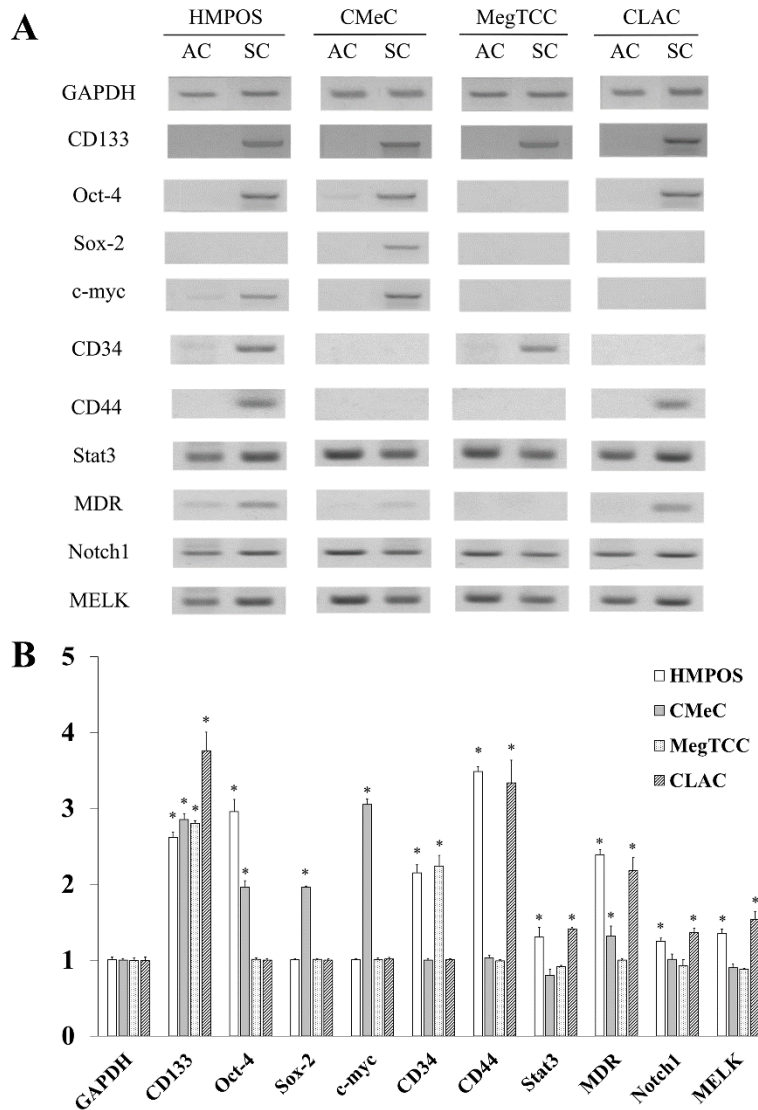 A
HMPOS CMeC MegTCC CLAC
AC SC AC SC AC SC AC SC
GAPDH
CD133
Oct-4
Sox-2
c-myc
CD34
CD44
Stat3
MDR
Notch1
MELK
B
5
4
3
2
1
0
HMPOS
CMeC
MegTCC
CLAC
* * * *
* *
*
*
* *
* *
* *
* * *
* *
* *
GAPDH CD133 Oct-4 Sox-2 c-myc CD34 CD44 Stat3 MDR Notch1 MELK